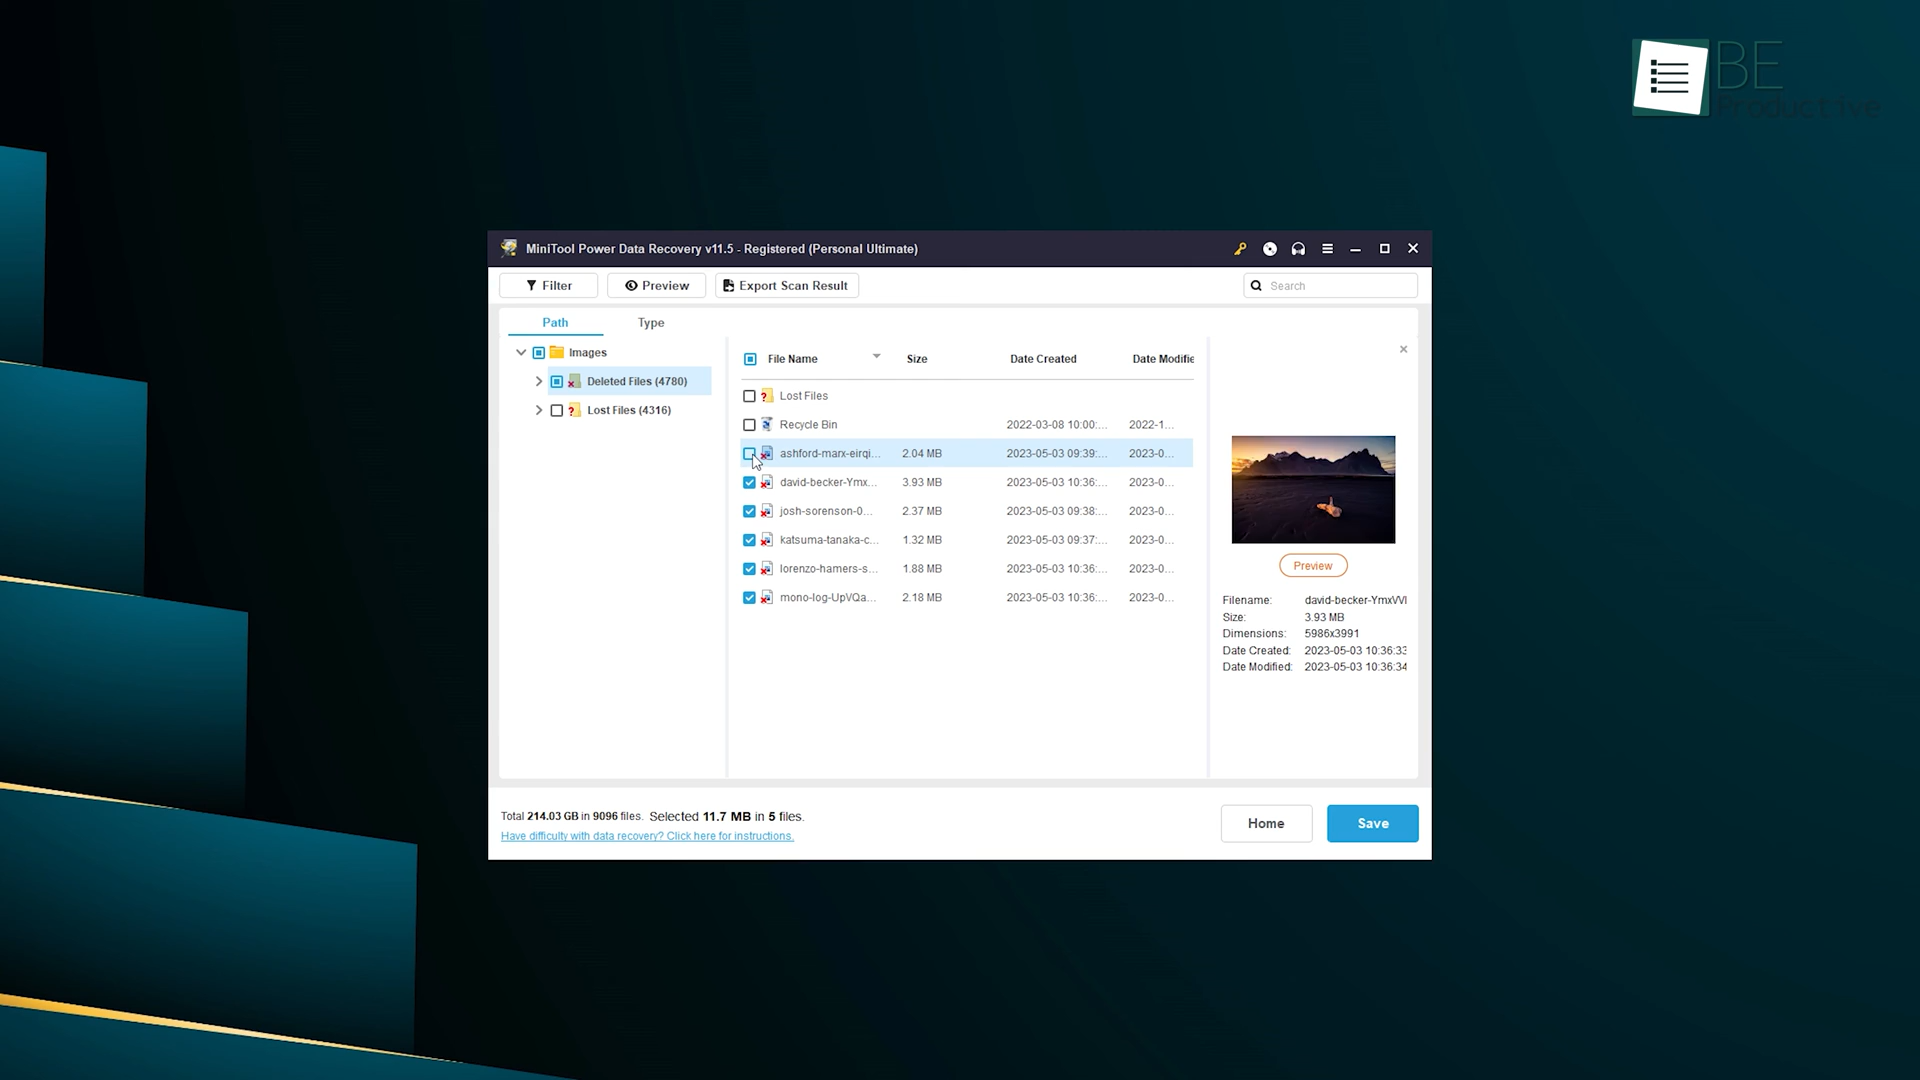 BE
Productive
MiniTool Power Data Recovery v11.5 - Registered (Personal Ultimate)
Filter
Preview
Export Scan Result
Search
Path
Type
Images
Deleted Files (4780)
Lost Files (4316)
File Name Size Date Created Date Modifie
Lost Files
Recycle Bin 2022-03-08 10:00:... 2022-1...
ashford-marx-eirqi... 2.04 MB 2023-05-03 09:39:... 2023-0...
david-becker-Ymx... 3.93 MB 2023-05-03 10:36:... 2023-0...
josh-sorenson-0... 2.37 MB 2023-05-03 09:38:... 2023-0...
katsuma-tanaka-c... 1.32 MB 2023-05-03 09:37:... 2023-0...
lorenzo-hamers-s... 1.88 MB 2023-05-03 10:36:... 2023-0...
mono-log-UpVQa... 2.18 MB 2023-05-03 10:36:... 2023-0...
Preview
Filename: david-becker-YmxVVI
Size: 3.93 MB
Dimensions: 5986x3991
Date Created: 2023-05-03 10:36:33
Date Modified: 2023-05-03 10:36:34
Total 214.03 GB in 9096 files. Selected 11.7 MB in 5 files.
Have difficulty with data recovery? Click here for instructions.
Home
Save